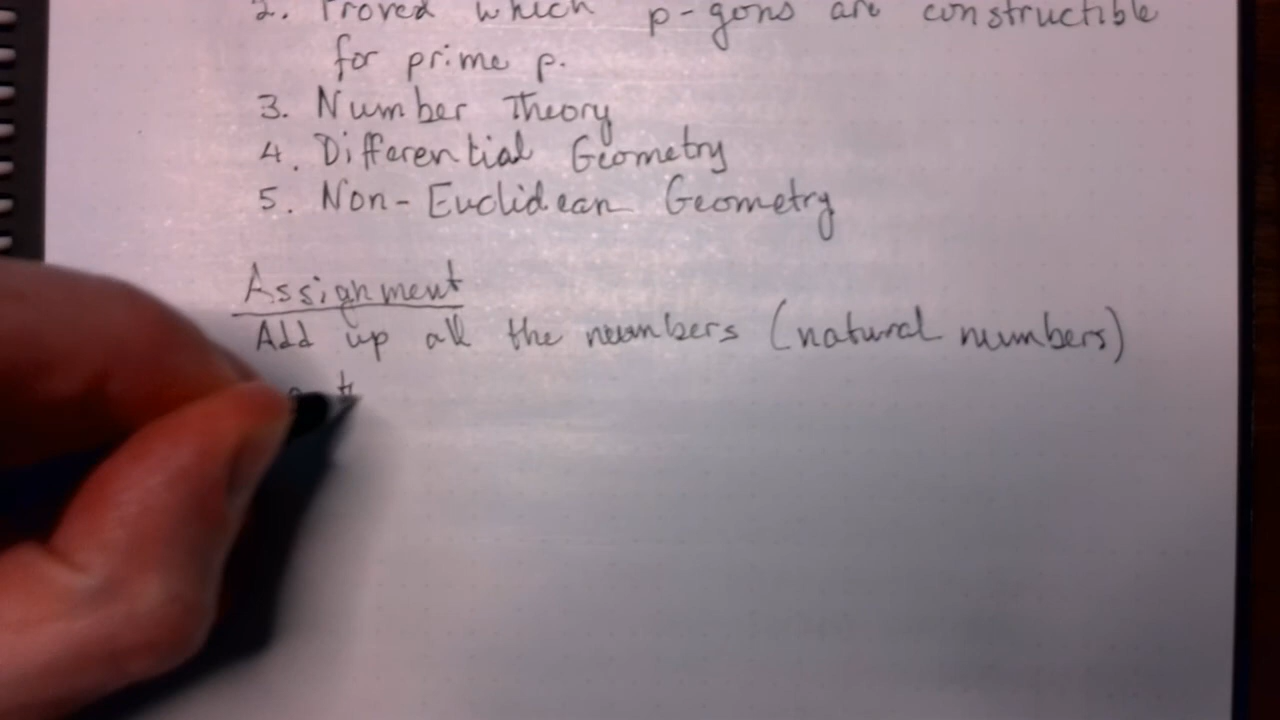 2. Proved which p-gons are constructible
for prime p.
3. Number Theory
4. Differential Geometry
5. Non-Euclidean Geometry
Assignment
Add up all the numbers (natural numbers)